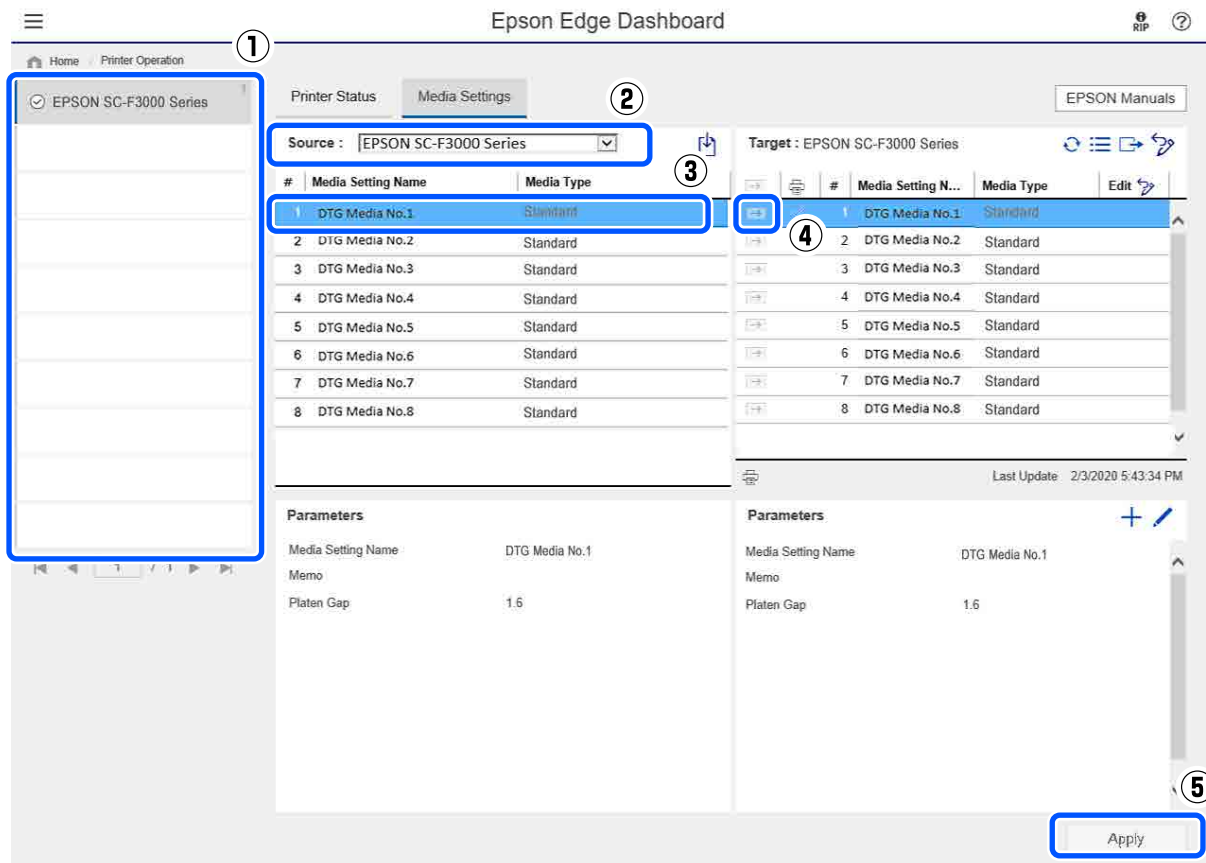 Epson Edge Dashboard
RIP
①
Home / Printer Operation
EPSON SC-F3000 Series
Printer Status
Media Settings
②
EPSON Manuals
Source : EPSON SC-F3000 Series
③
Target : EPSON SC-F3000 Series
# Media Setting Name Media Type
1 DTG Media No.1 Standard
2 DTG Media No.2 Standard
3 DTG Media No.3 Standard
4 DTG Media No.4 Standard
5 DTG Media No.5 Standard
6 DTG Media No.6 Standard
7 DTG Media No.7 Standard
8 DTG Media No.8 Standard
# Media Setting N... Media Type Edit
1 DTG Media No.1 Standard
④
2 DTG Media No.2 Standard
3 DTG Media No.3 Standard
4 DTG Media No.4 Standard
5 DTG Media No.5 Standard
6 DTG Media No.6 Standard
7 DTG Media No.7 Standard
8 DTG Media No.8 Standard
Last Update 2/3/2020 5:43:34 PM
Parameters
Media Setting Name DTG Media No.1
Memo
Platen Gap 1.6
Parameters
Media Setting Name DTG Media No.1
Memo
Platen Gap 1.6
1 / 1
⑤
Apply